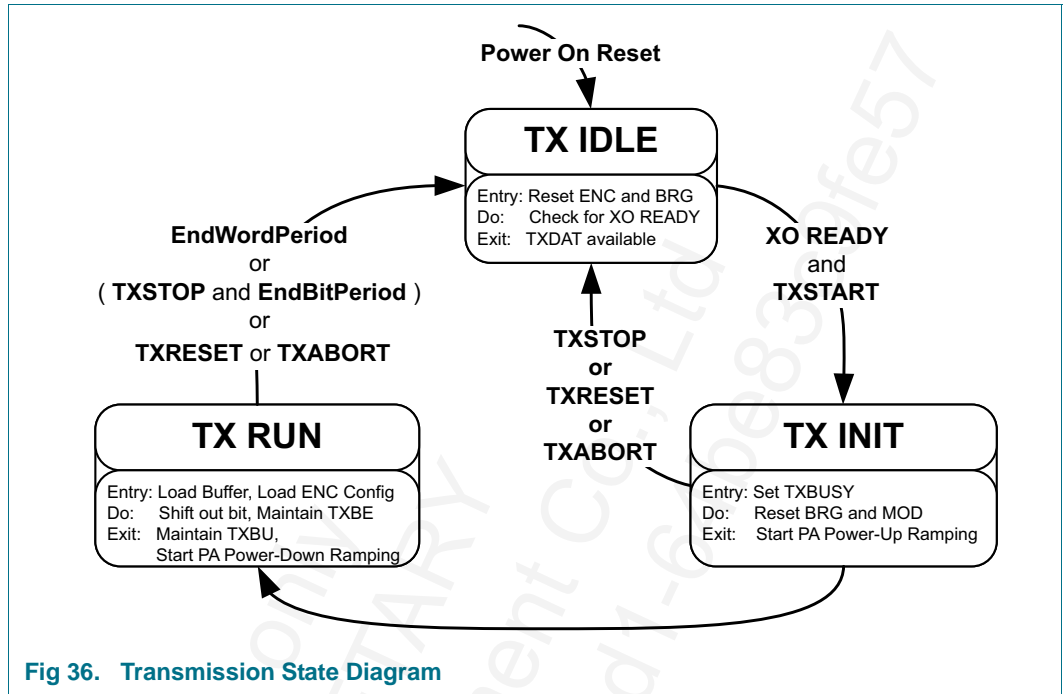 Power On Reset
TX IDLE
Entry: Reset ENC and BRG
Do: Check for XO READY
Exit: TXDAT available
EndWordPeriod
or
( TXSTOP and EndBitPeriod )
or
TXRESET or TXABORT
XO READY
and
TXSTART
TXSTOP
or
TXRESET
or
TXABORT
TX RUN
Entry: Load Buffer, Load ENC Config
Do: Shift out bit, Maintain TXBE
Exit: Maintain TXBU,
Start PA Power-Down Ramping
TX INIT
Entry: Set TXBUSY
Do: Reset BRG and MOD
Exit: Start PA Power-Up Ramping
Fig 36. Transmission State Diagram